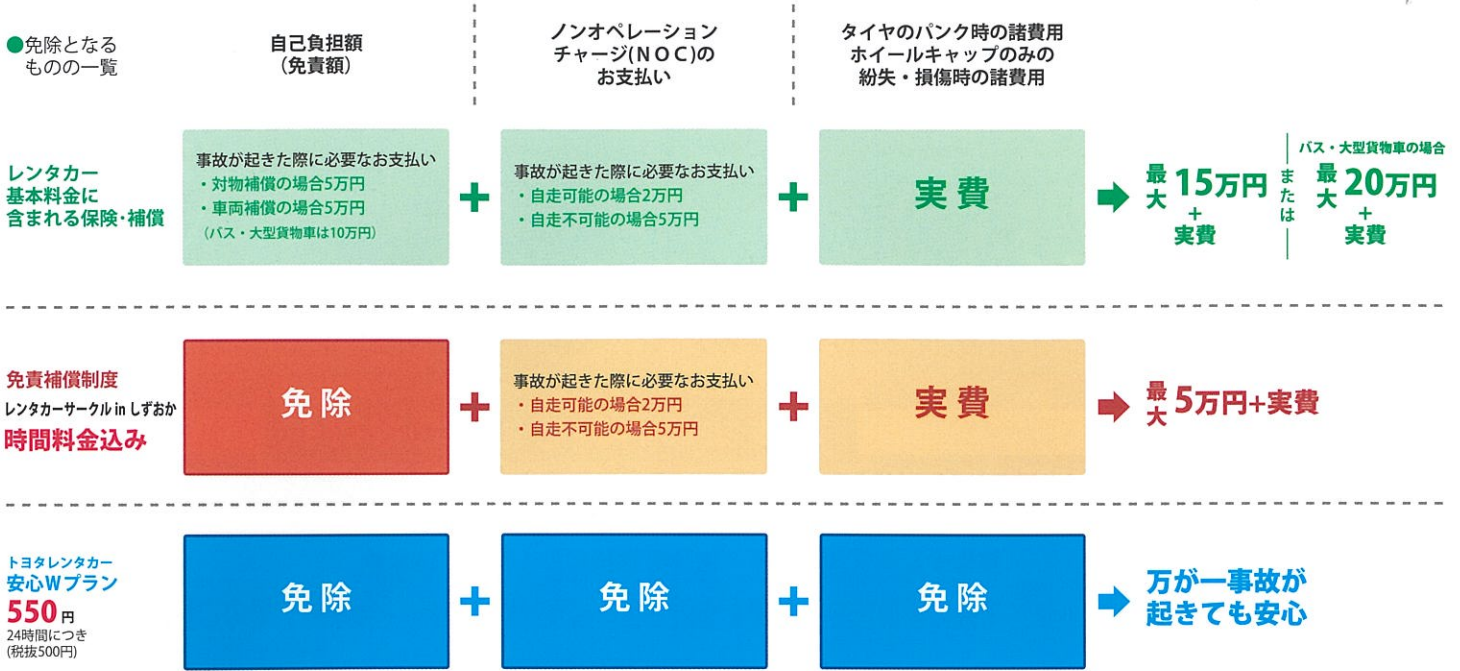 ●免除となる
ものの一覧
自己負担額
(免責額)
ノンオペレーション
チャージ(NOC)の
お支払い
タイヤのパンク時の諸費用
ホイールキャップのみの
紛失・損傷時の諸費用
レンタカー
基本料金に
含まれる保険・補償
事故が起きた際に必要なお支払い
・対物補償の場合5万円
・車両補償の場合5万円
(バス・大型貨物車は10万円)
+
事故が起きた際に必要なお支払い
・自走可能の場合2万円
・自走不可能の場合5万円
+
実費
最大15万円
+
実費
または
バス・大型貨物車の場合
最大20万円
+
実費
免責補償制度
レンタカーサークル in しずおか
時間料金込み
免除
+
事故が起きた際に必要なお支払い
・自走可能の場合2万円
・自走不可能の場合5万円
+
実費
最大5万円+実費
トヨタレンタカー
安心Wプラン
550円
24時間につき
(税抜500円)
免除
+
免除
+
免除
万が一事故が
起きても安心